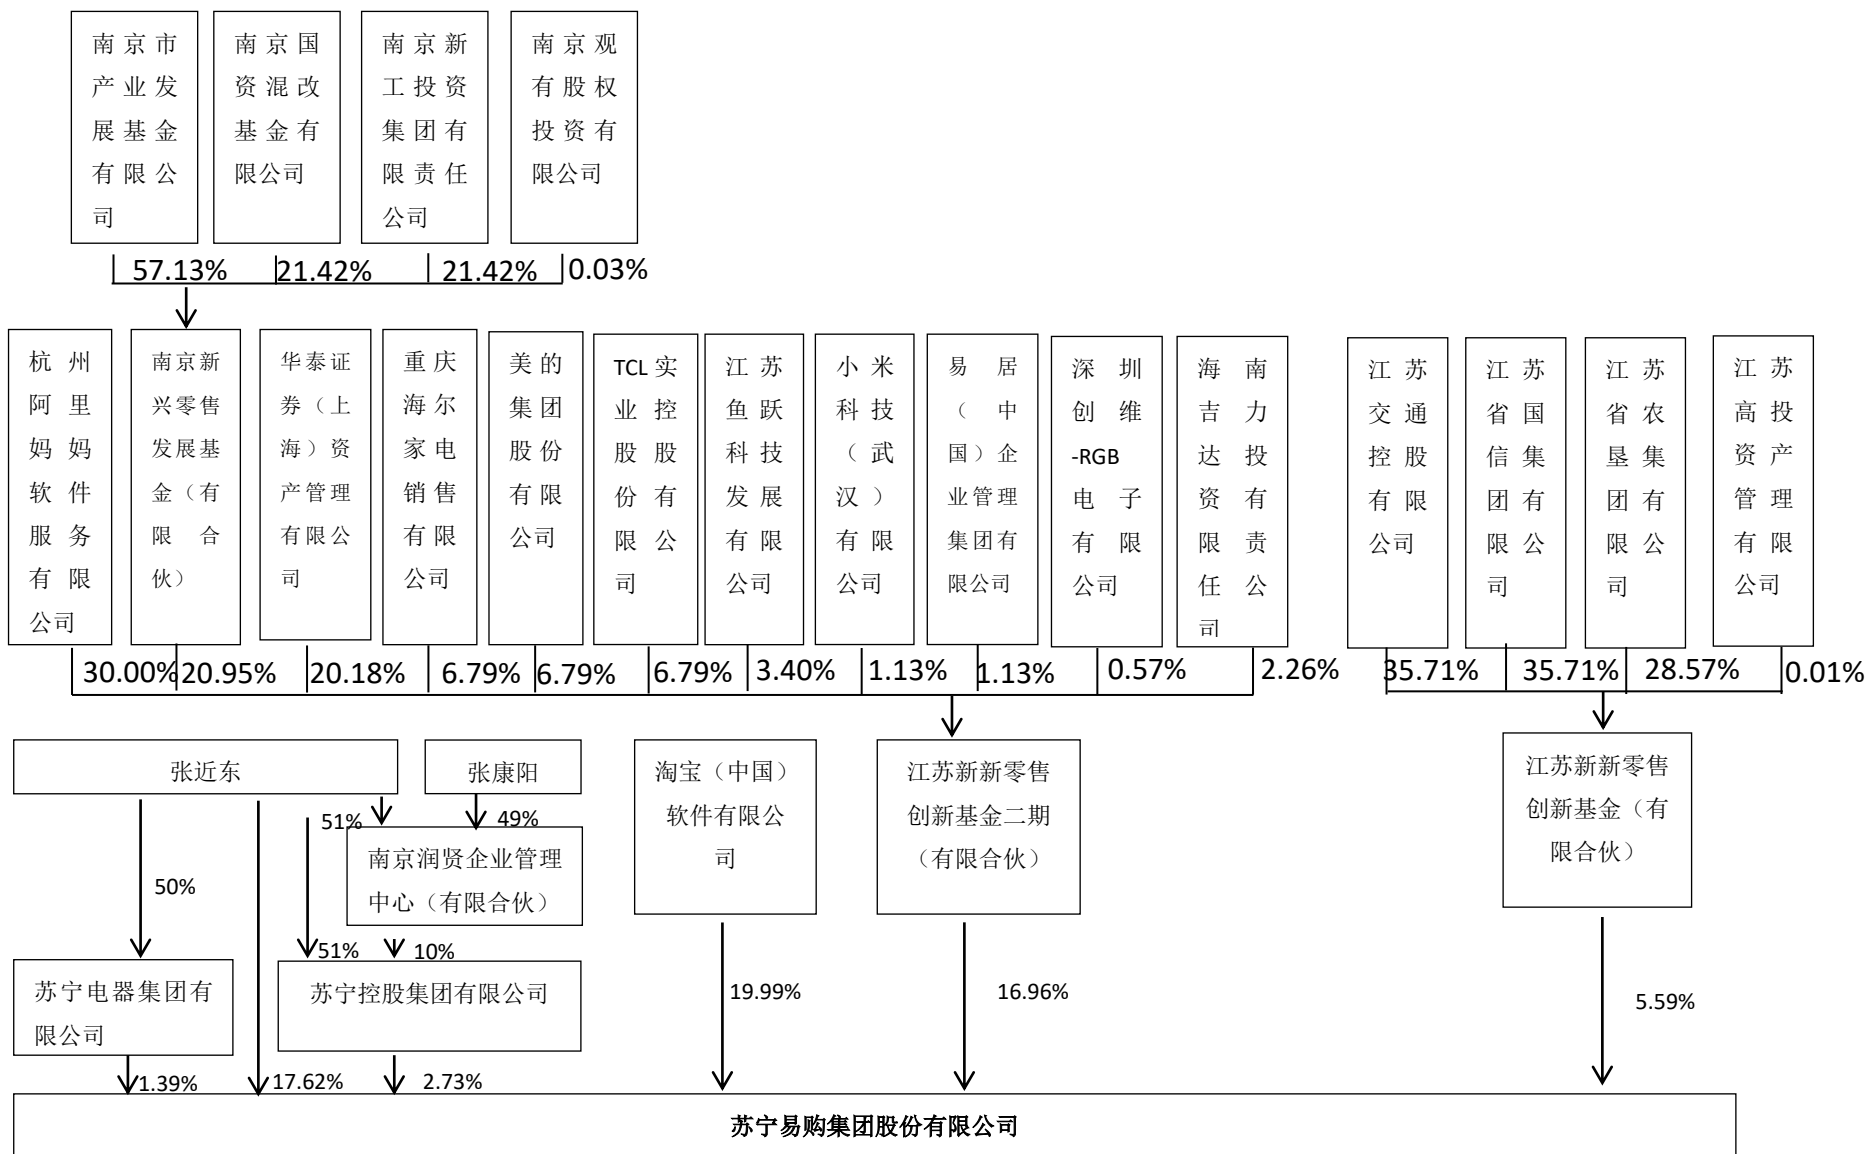 南京市
产业发
展基金
有限公
司
南京国
资混改
基金有
限公司
南京新
工投资
集团有
限责任
公司
南京观
有股权
投资有
限公司
57.13%
21.42%
21.42%
0.03%
杭州
阿里
妈妈
软件
服务
有限
公司
南京新
兴零售
发展基
金（有
限合
伙）
华泰证
券（上
海）资
产管理
有限公
司
重庆
海尔
家电
销售
有限
公司
美的
集团
股份
有限
公司
TCL实
业控
股股
份有
限公
司
江苏
鱼跃
科技
发展
有限
公司
小米
科技
（武
汉）
有限
公司
易居
（中
国）企
业管理
集团有
限公司
深圳
创维
-RGB
电子
有限
公司
海南
吉力
达投
资有
限责
任公
司
江苏
交通
控股
有限
公司
江苏
省国
信集
团有
限公
司
江苏
省农
垦集
团有
限公
司
江苏
高投
资产
管理
有限
公司
30.00%
20.95%
20.18%
6.79%
6.79%
6.79%
3.40%
1.13%
1.13%
0.57%
2.26%
35.71%
35.71%
28.57%
0.01%
张近东
张康阳
淘宝（中国）
软件有限公
司
江苏新新零售
创新基金二期
（有限合伙）
江苏新新零售
创新基金（有
限合伙）
51%
49%
南京润贤企业管理
中心（有限合伙）
50%
51%
10%
苏宁电器集团有
限公司
苏宁控股集团有限公司
19.99%
16.96%
5.59%
1.39%
17.62%
2.73%
苏宁易购集团股份有限公司